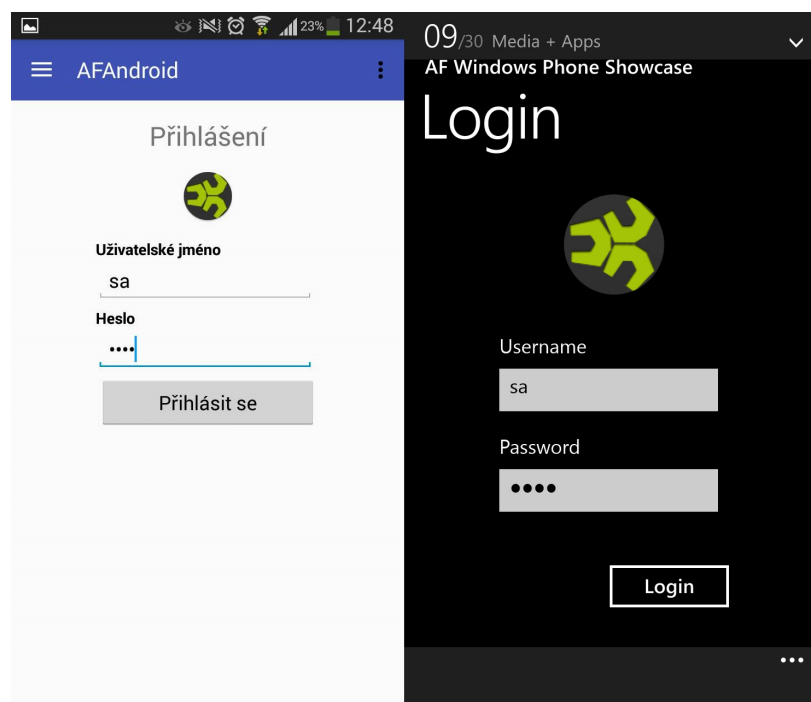 23% 12:48
AFAndroid
Přihlášení
Uživatelské jméno
sa
Heslo
••••
Přihlásit se
09/30 Media + Apps
AF Windows Phone Showcase
Login
Username
sa
Password
••••
Login